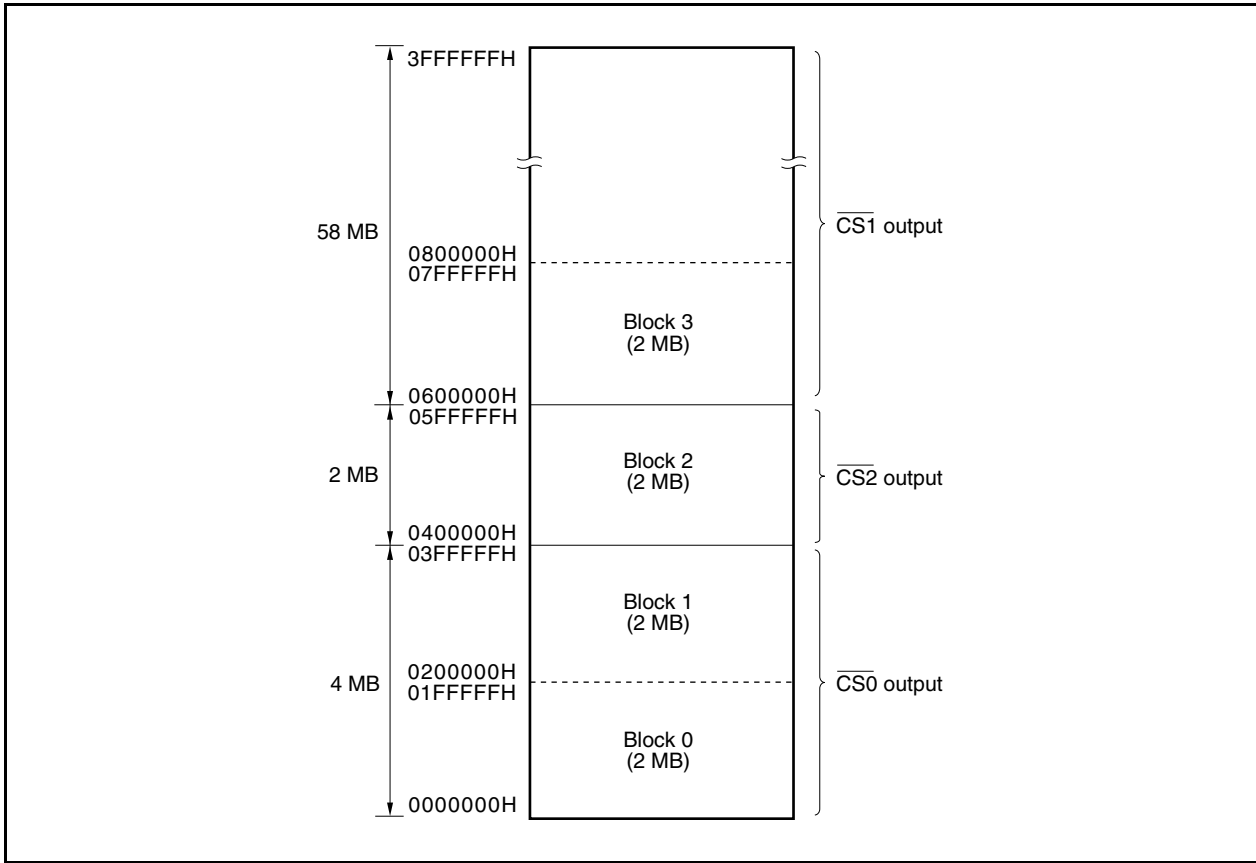 3FFFFFFH
58 MB
CS1 output
0800000H
07FFFFFH
Block 3
(2 MB)
0600000H
05FFFFFH
2 MB
Block 2
(2 MB)
CS2 output
0400000H
03FFFFFH
Block 1
(2 MB)
4 MB
0200000H
01FFFFFH
CS0 output
Block 0
(2 MB)
0000000H